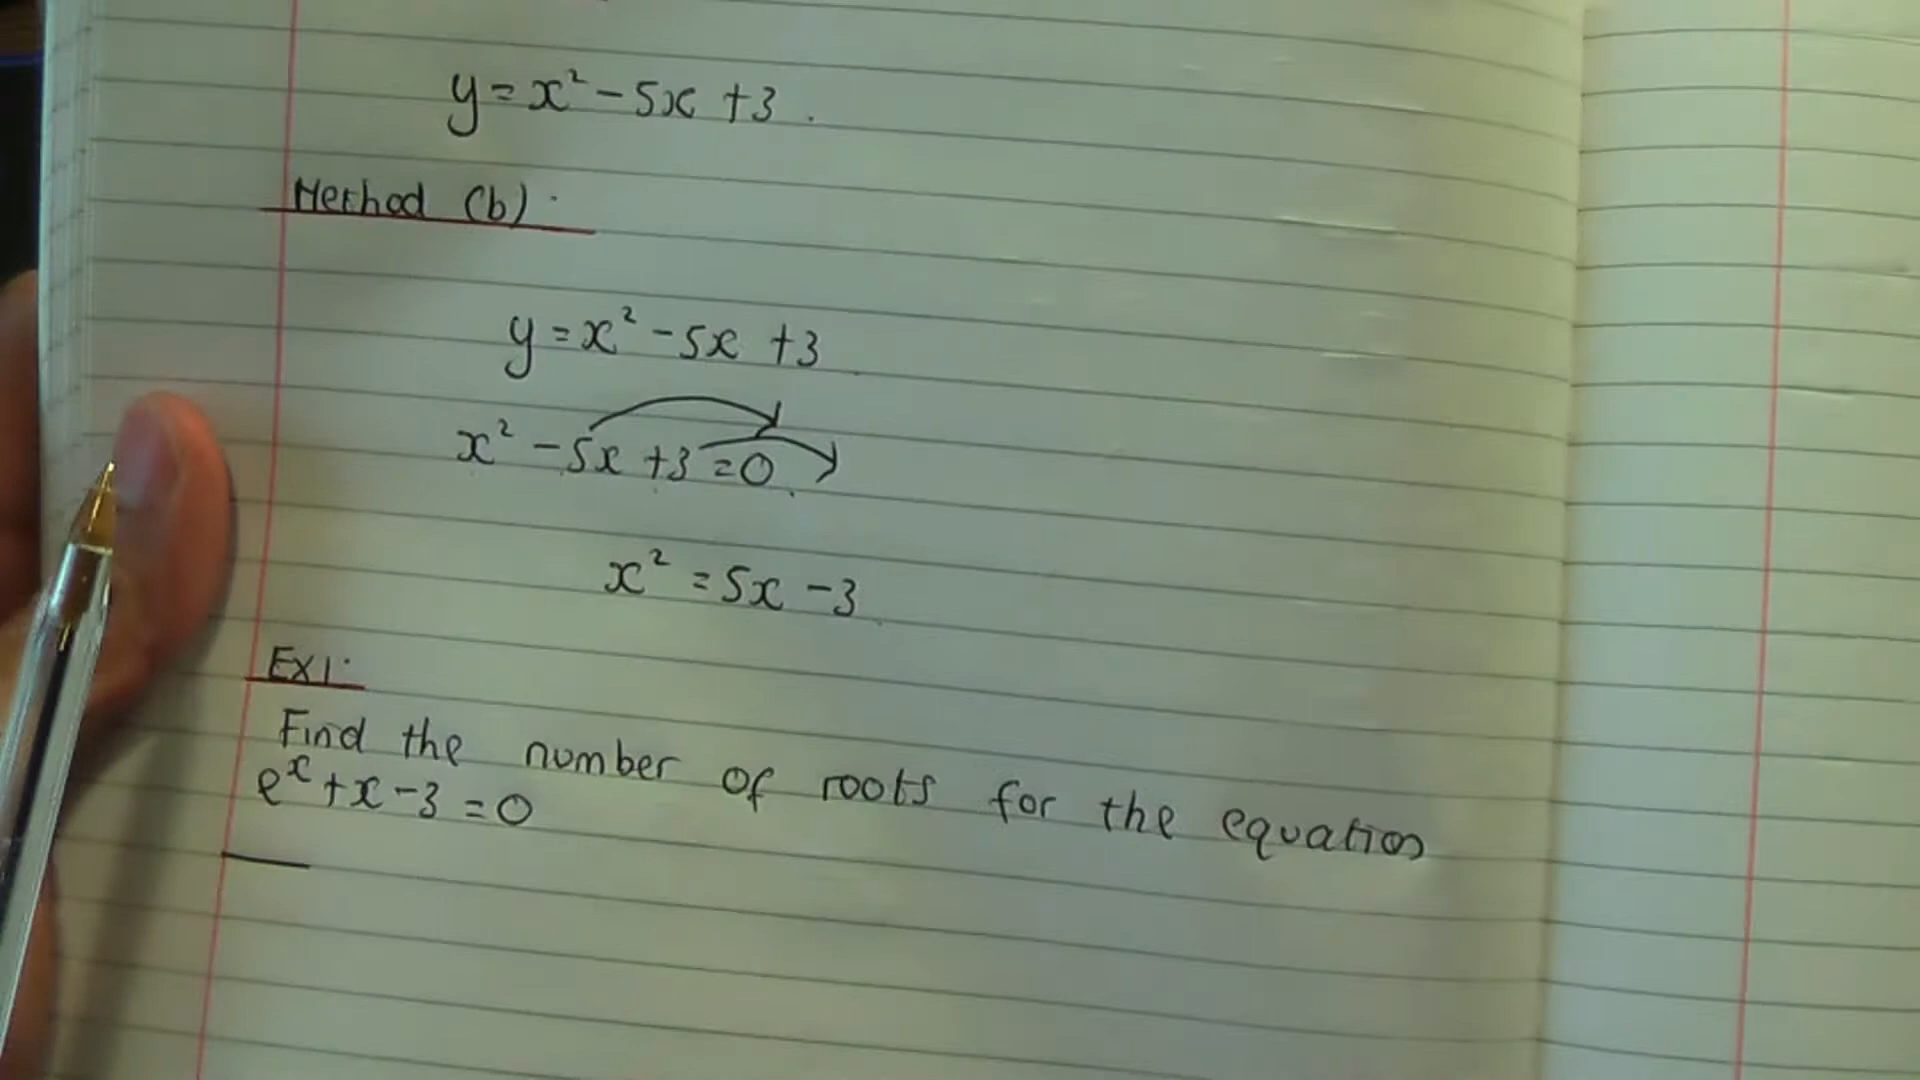 y = x² - 5x + 3 .
Method (b) .
y = x² - 5x + 3
x² - 5x + 3 = 0
x² = 5x - 3
Ex1:
Find the number of roots for the equation
eˣ + x - 3 = 0